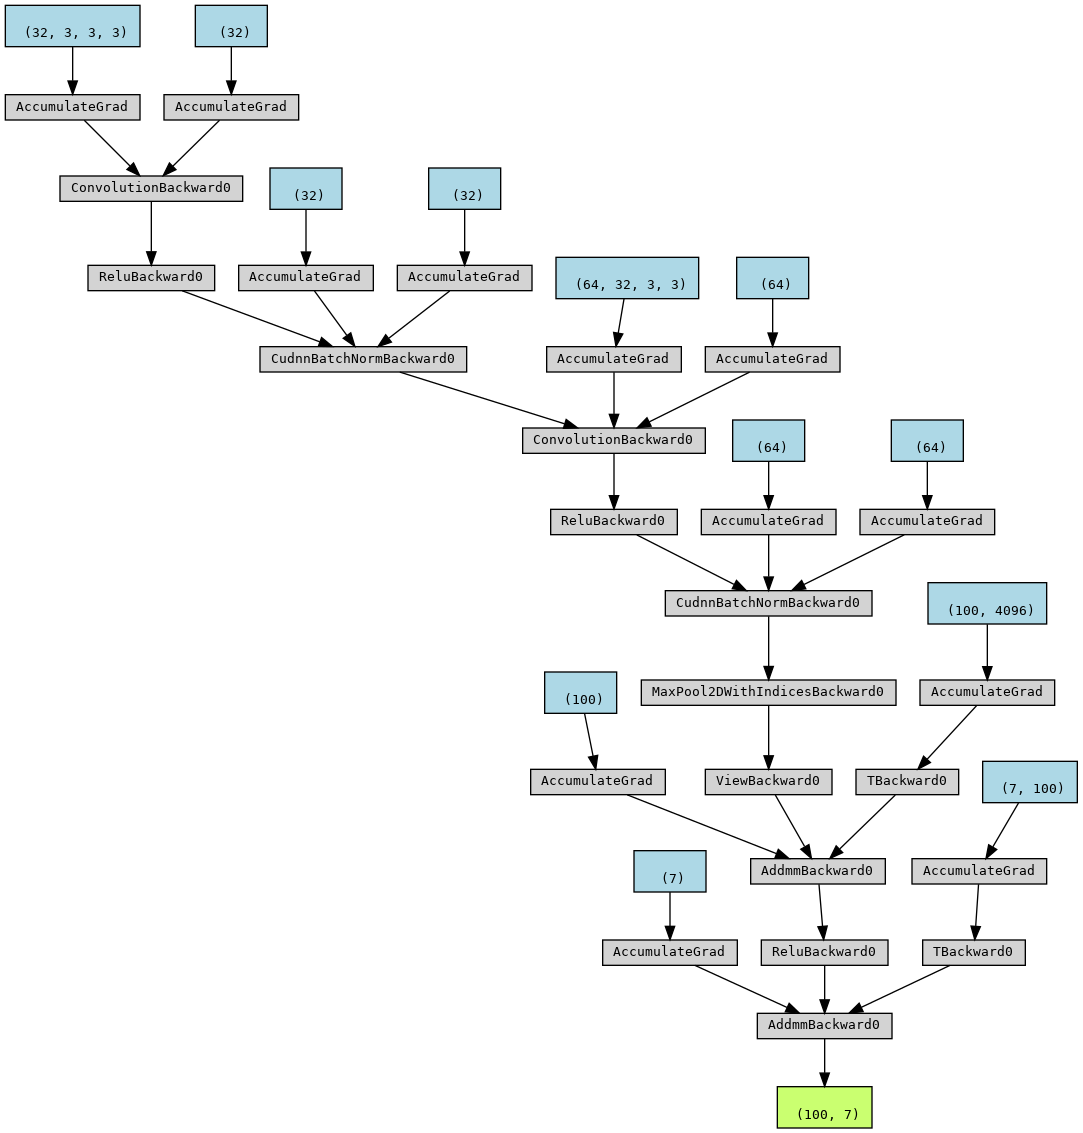 (32, 3, 3, 3)
(32)
AccumulateGrad
AccumulateGrad
ConvolutionBackward0
(32)
(32)
ReluBackward0
AccumulateGrad
AccumulateGrad
(64, 32, 3, 3)
(64)
CudnnBatchNormBackward0
AccumulateGrad
AccumulateGrad
ConvolutionBackward0
(64)
(64)
ReluBackward0
AccumulateGrad
AccumulateGrad
CudnnBatchNormBackward0
(100, 4096)
(100)
MaxPool2DWithIndicesBackward0
AccumulateGrad
AccumulateGrad
ViewBackward0
TBackward0
(7, 100)
(7)
AddmmBackward0
AccumulateGrad
AccumulateGrad
ReluBackward0
TBackward0
AddmmBackward0
(100, 7)